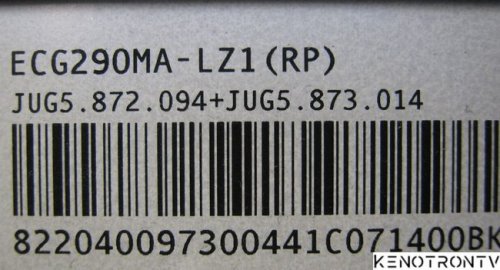 ECG290MA-LZ1(RP)
JUG5.872.094+JUG5.873.014
822040097300441C071400BK
KENOTRONTV